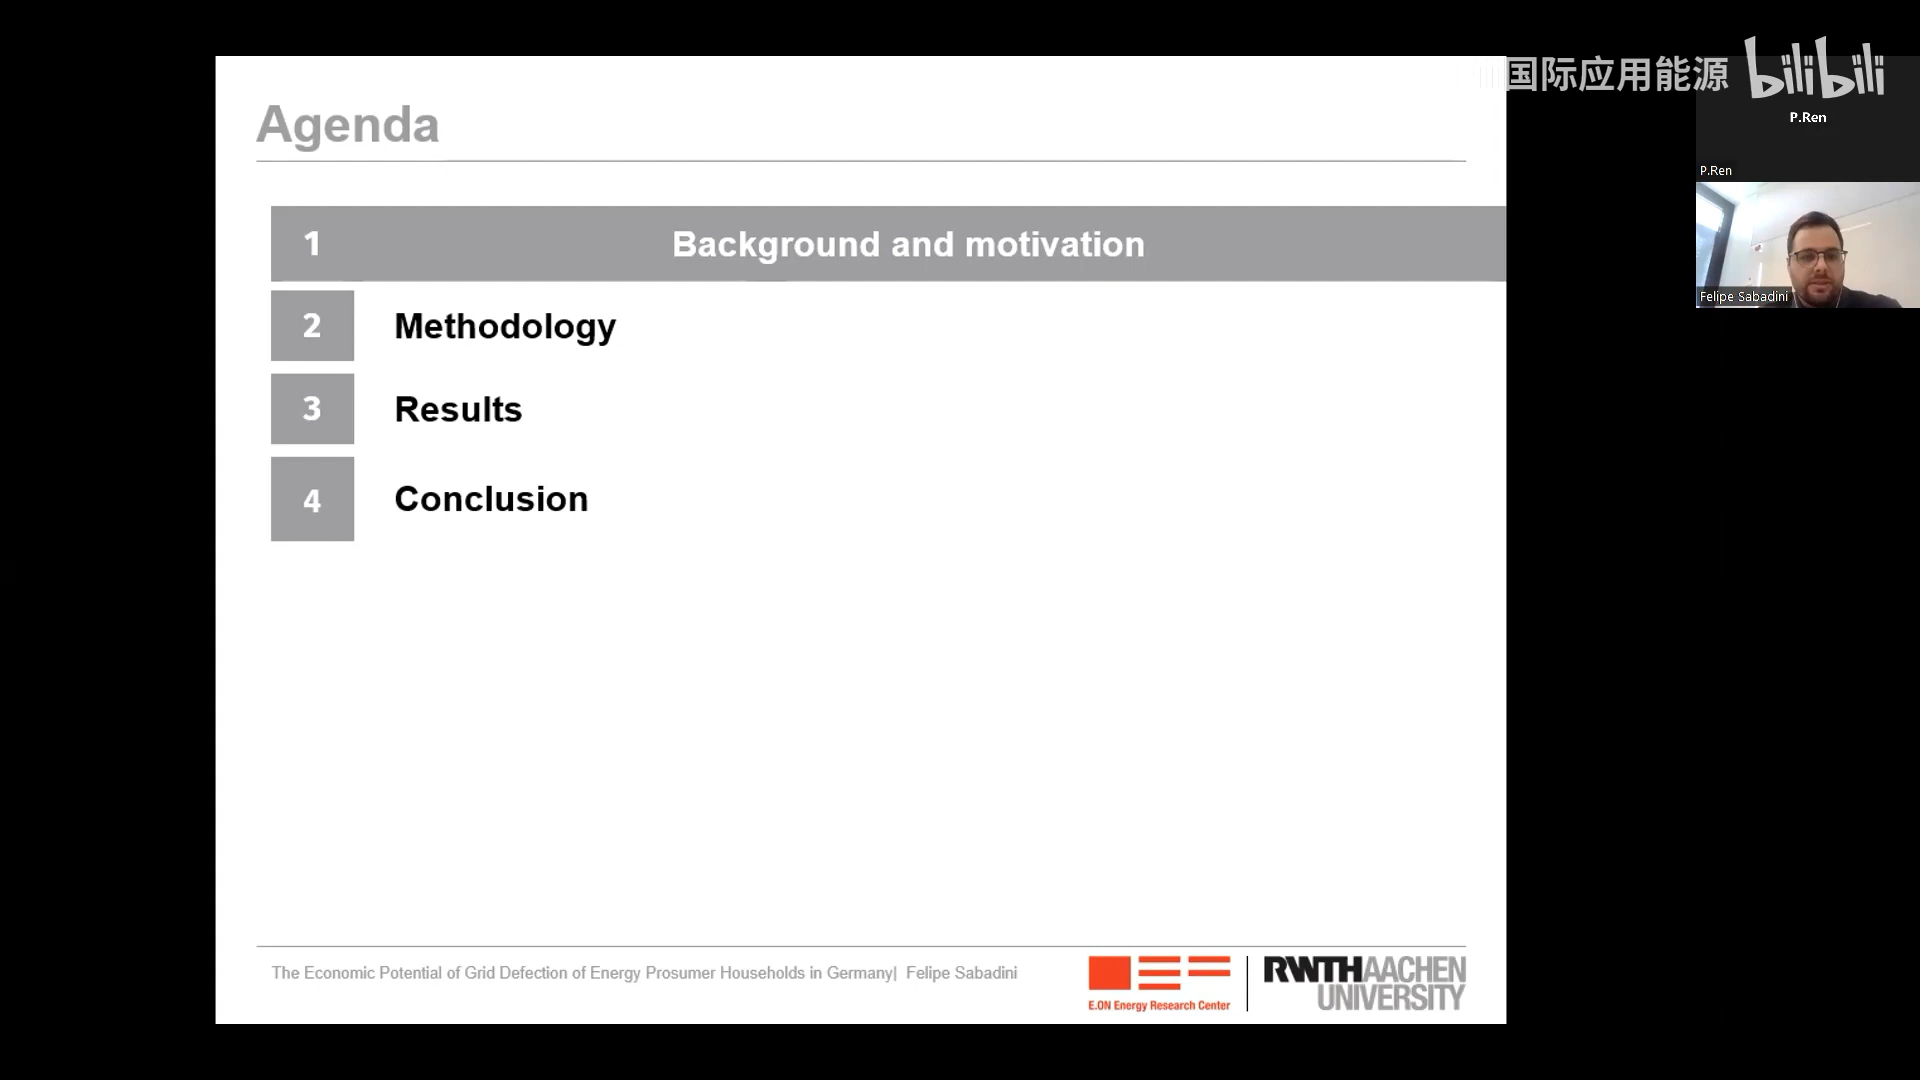 Agenda
1 Background and motivation
2 Methodology
3 Results
4 Conclusion
The Economic Potential of Grid Defection of Energy Prosumer Households in Germany| Felipe Sabadini
E.ON Energy Research Center
RWTHAACHEN
UNIVERSITY
国际应用能源 bilibili
P.Ren
P.Ren
Felipe Sabadini